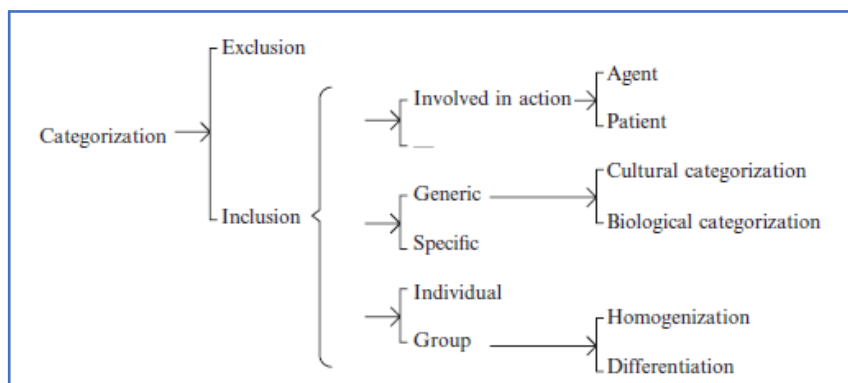 Categorization
Exclusion
Inclusion
Involved in action
Agent
Patient
Generic
Specific
Cultural categorization
Biological categorization
Individual
Group
Homogenization
Differentiation